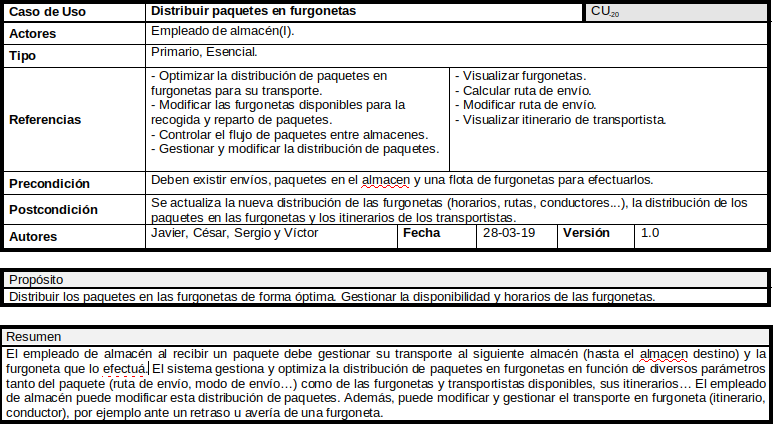 Caso de Uso Distribuir paquetes en furgonetas CU-20
Actores Empleado de almacén(I).
Tipo Primario, Esencial.
Referencias
- Optimizar la distribución de paquetes en
furgonetas para su transporte.
- Modificar las furgonetas disponibles para la
recogida y reparto de paquetes.
- Controlar el flujo de paquetes entre almacenes.
- Gestionar y modificar la distribución de paquetes.
- Visualizar furgonetas.
- Calcular ruta de envío.
- Modificar ruta de envío.
- Visualizar itinerario de transportista.
Precondición Deben existir envíos, paquetes en el almacen y una flota de furgonetas para efectuarlos.
Postcondición
Se actualiza la nueva distribución de las furgonetas (horarios, rutas, conductores...), la distribución de los
paquetes en las furgonetas y los itinerarios de los transportistas.
Autores Javier, César, Sergio y Víctor Fecha 28-03-19 Versión 1.0
Propósito
Distribuir los paquetes en las furgonetas de forma óptima. Gestionar la disponibilidad y horarios de las furgonetas.
Resumen
El empleado de almacén al recibir un paquete debe gestionar su transporte al siguiente almacén (hasta el almacen destino) y la
furgoneta que lo efectuá. El sistema gestiona y optimiza la distribución de paquetes en furgonetas en función de diversos parámetros
tanto del paquete (ruta de envío, modo de envío…) como de las furgonetas y transportistas disponibles, sus itinerarios… El empleado
de almacén puede modificar esta distribución de paquetes. Además, puede modificar y gestionar el transporte en furgoneta (itinerario,
conductor), por ejemplo ante un retraso u avería de una furgoneta.